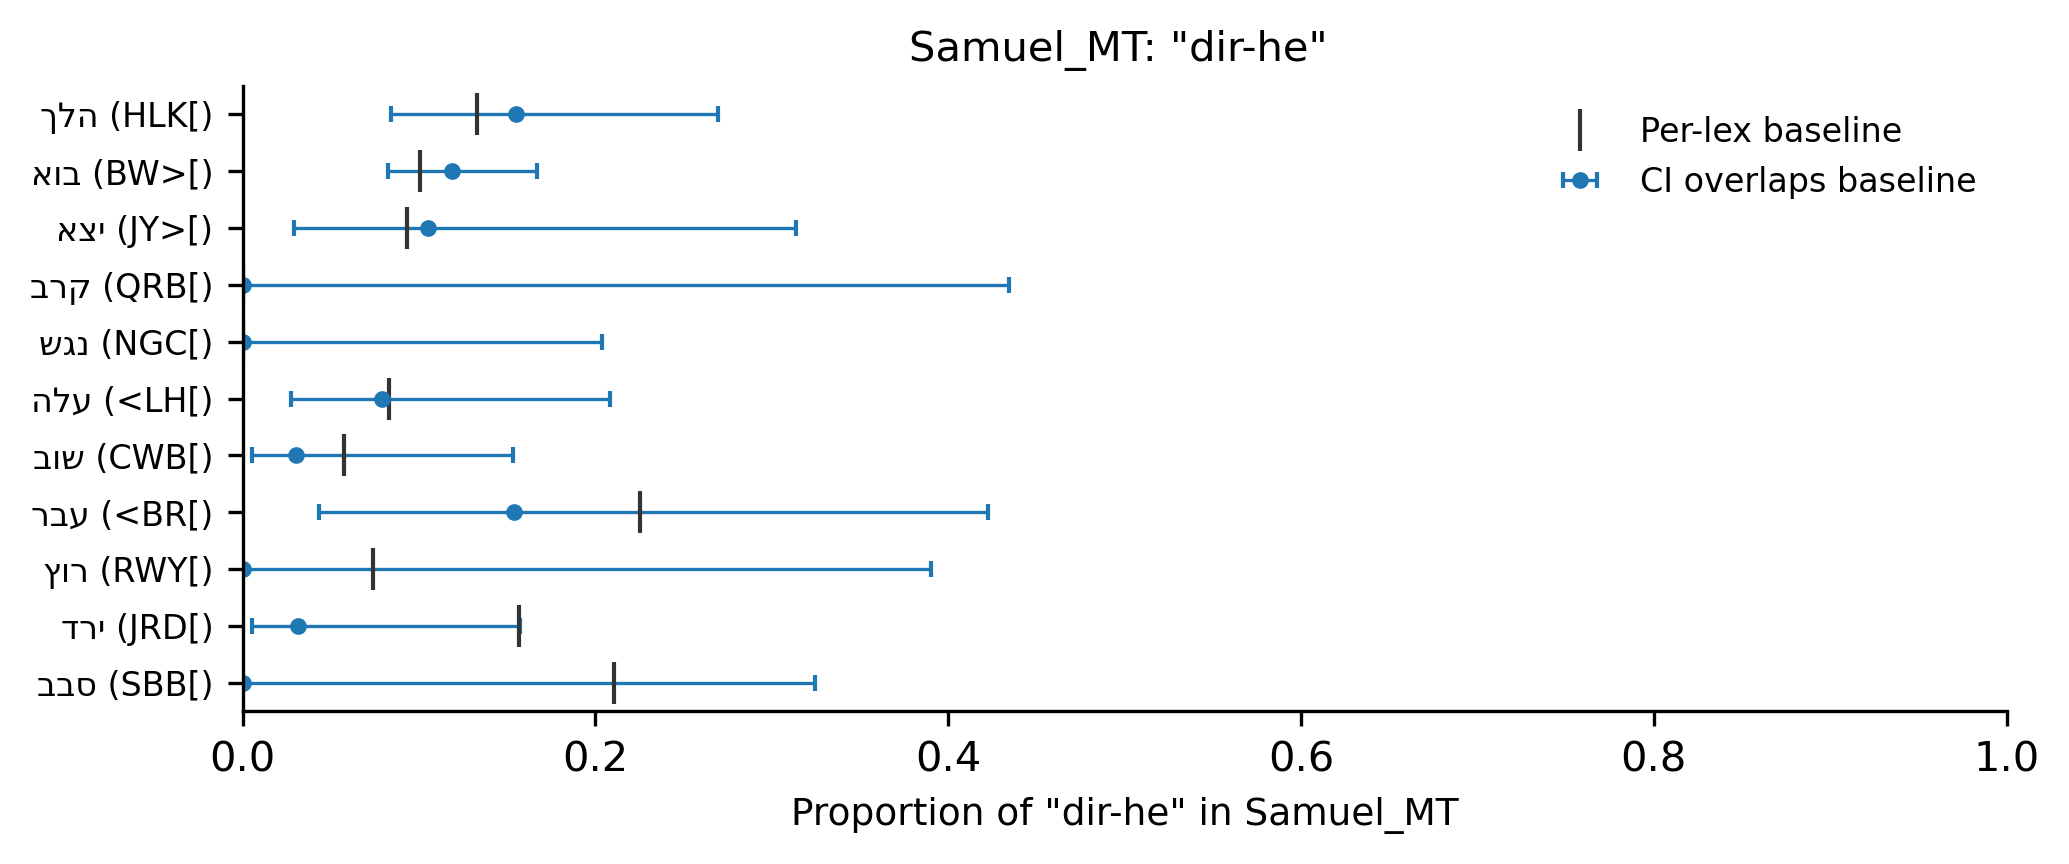 Samuel_MT: "dir-he"
הלך (HLK[)
בוא (BW>[)
יצא (JY>[)
קרב (QRB[)
נגש (NGC[)
עלה (<LH[)
שוב (CWB[)
עבר (<BR[)
רוץ (RWY[)
ירד (JRD[)
סבב (SBB[)
Per-lex baseline
CI overlaps baseline
0.0 0.2 0.4 0.6 0.8 1.0
Proportion of "dir-he" in Samuel_MT